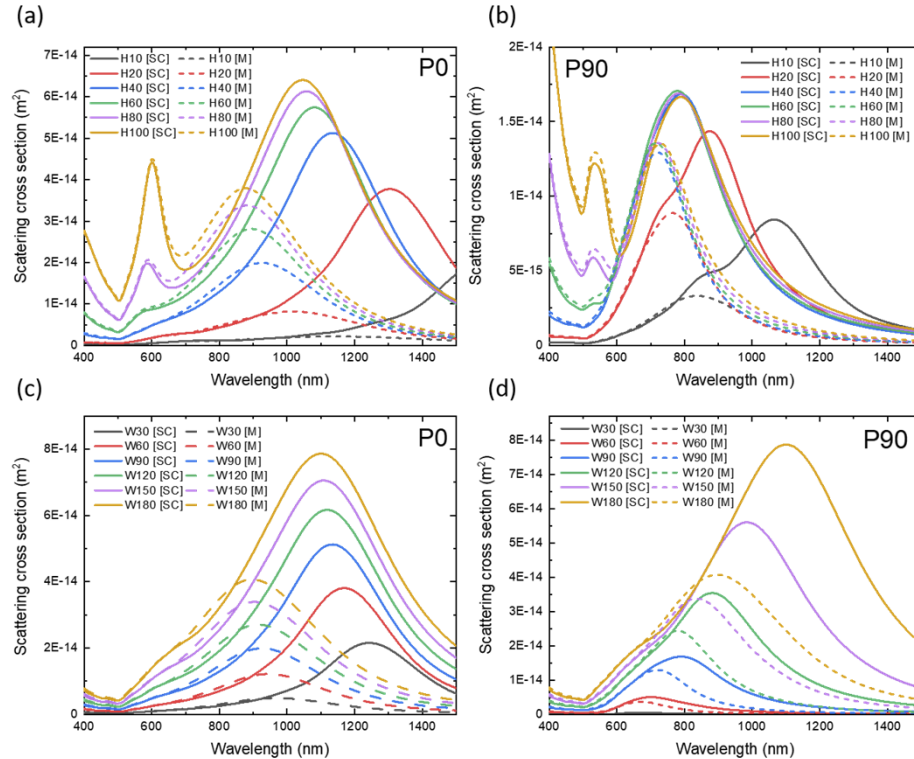 (a)
7E-14
6E-14
5E-14
4E-14
3E-14
2E-14
1E-14
0
Scatering cross section (m²)
H10 [SC] H10 [M]
H20 [SC] H20 [M]
H40 [SC] H40 [M]
H60 [SC] H60 [M]
H80 [SC] H80 [M]
H100 [SC] H100 [M]
P0
400 600 800 1000 1200 1400
Wavelength (nm)
(b)
2E-14
1E-14
1E-14
5E-15
0
Scattering cross section (m²)
P90
H10 [SC] H10 [M]
H20 [SC] H20 [M]
H40 [SC] H40 [M]
H60 [SC] H60 [M]
H80 [SC] H80 [M]
H100 [SC] H100 [M]
400 600 800 1000 1200 1400
Wavelength (nm)
(c)
8E-14
6E-14
4E-14
2E-14
0
Scattering cross section (m²)
W30 [SC] W30 [M]
W60 [SC] W60 [M]
W90 [SC] W90 [M]
W120 [SC] W120 [M]
W150 [SC] W150 [M]
W180 [SC] W180 [M]
P0
400 600 800 1000 1200 1400
Wavelength (nm)
(d)
8E-14
7E-14
6E-14
5E-14
4E-14
3E-14
2E-14
1E-14
0
Scattering cross section (m²)
W30 [SC] W30 [M]
W60 [SC] W60 [M]
W90 [SC] W90 [M]
W120 [SC] W120 [M]
W150 [SC] W150 [M]
W180 [SC] W180 [M]
P90
400 600 800 1000 1200 1400
Wavelength (nm)